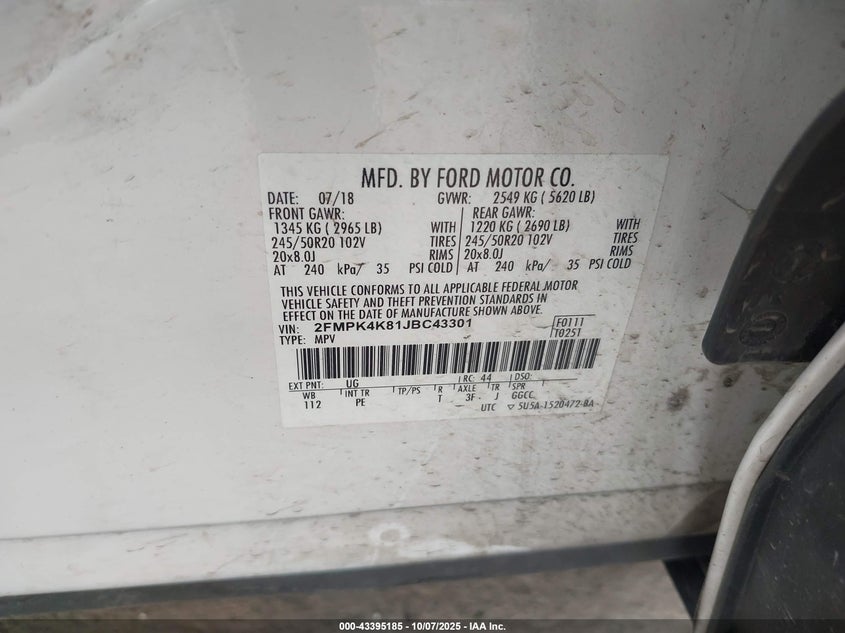 MFD. BY FORD MOTOR CO.
DATE: 07/18 GVWR: 2549 KG ( 5620 LB)
FRONT GAWR: REAR GAWR:
1345 KG ( 2965 LB) WITH 1220 KG ( 2690 LB) WITH
245/50R20 102V TIRES 245/50R20 102V TIRES
20x8.0J RIMS 20x8.0J RIMS
AT 240 kPa/ 35 PSI COLD AT 240 kPa/ 35 PSI COLD
THIS VEHICLE CONFORMS TO ALL APPLICABLE FEDERAL MOTOR
VEHICLE SAFETY AND THEFT PREVENTION STANDARDS IN
EFFECT ON THE DATE OF MANUFACTURE SHOWN ABOVE.
VIN: 2FMPK4K81JBC43301 F0111
TYPE: MPV T0251
EXT PNT: UG RC: 44 DSO:
WB INT TR TP/PS R AXLE TR SPR
112 PE T 3F J GGCC
UTC ▽ 5U5A-1520472-BA
000-43395185 - 10/07/2025 - IAA Inc.